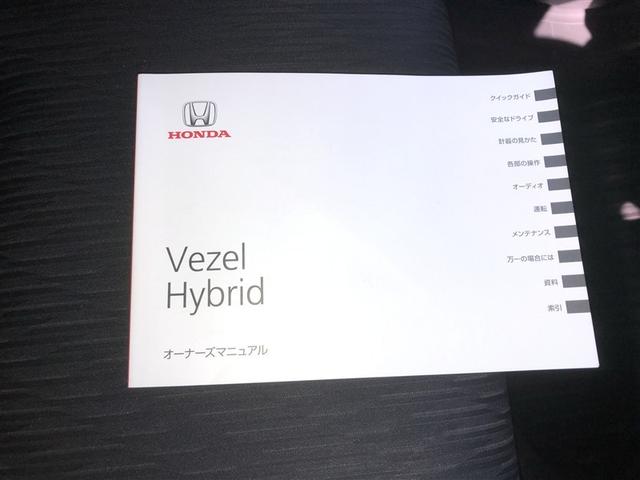 HONDA
Vezel
Hybrid
オーナーズマニュアル
クイックガイド
安全なドライブ
計器の見かた
各部の操作
オーディオ
運転
メンテナンス
万一の場合には
資料
索引